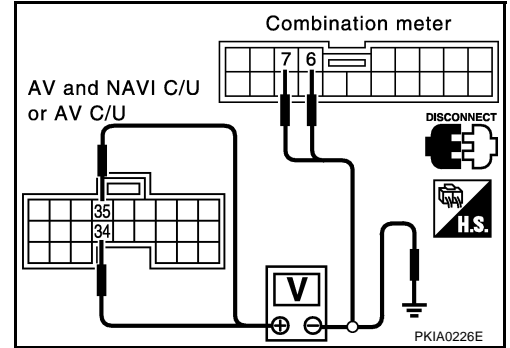 Combination meter
7 6
AV and NAVI C/U
or AV C/U
DISCONNECT
35
34
H.S.
V
+ −
PKIA0226E